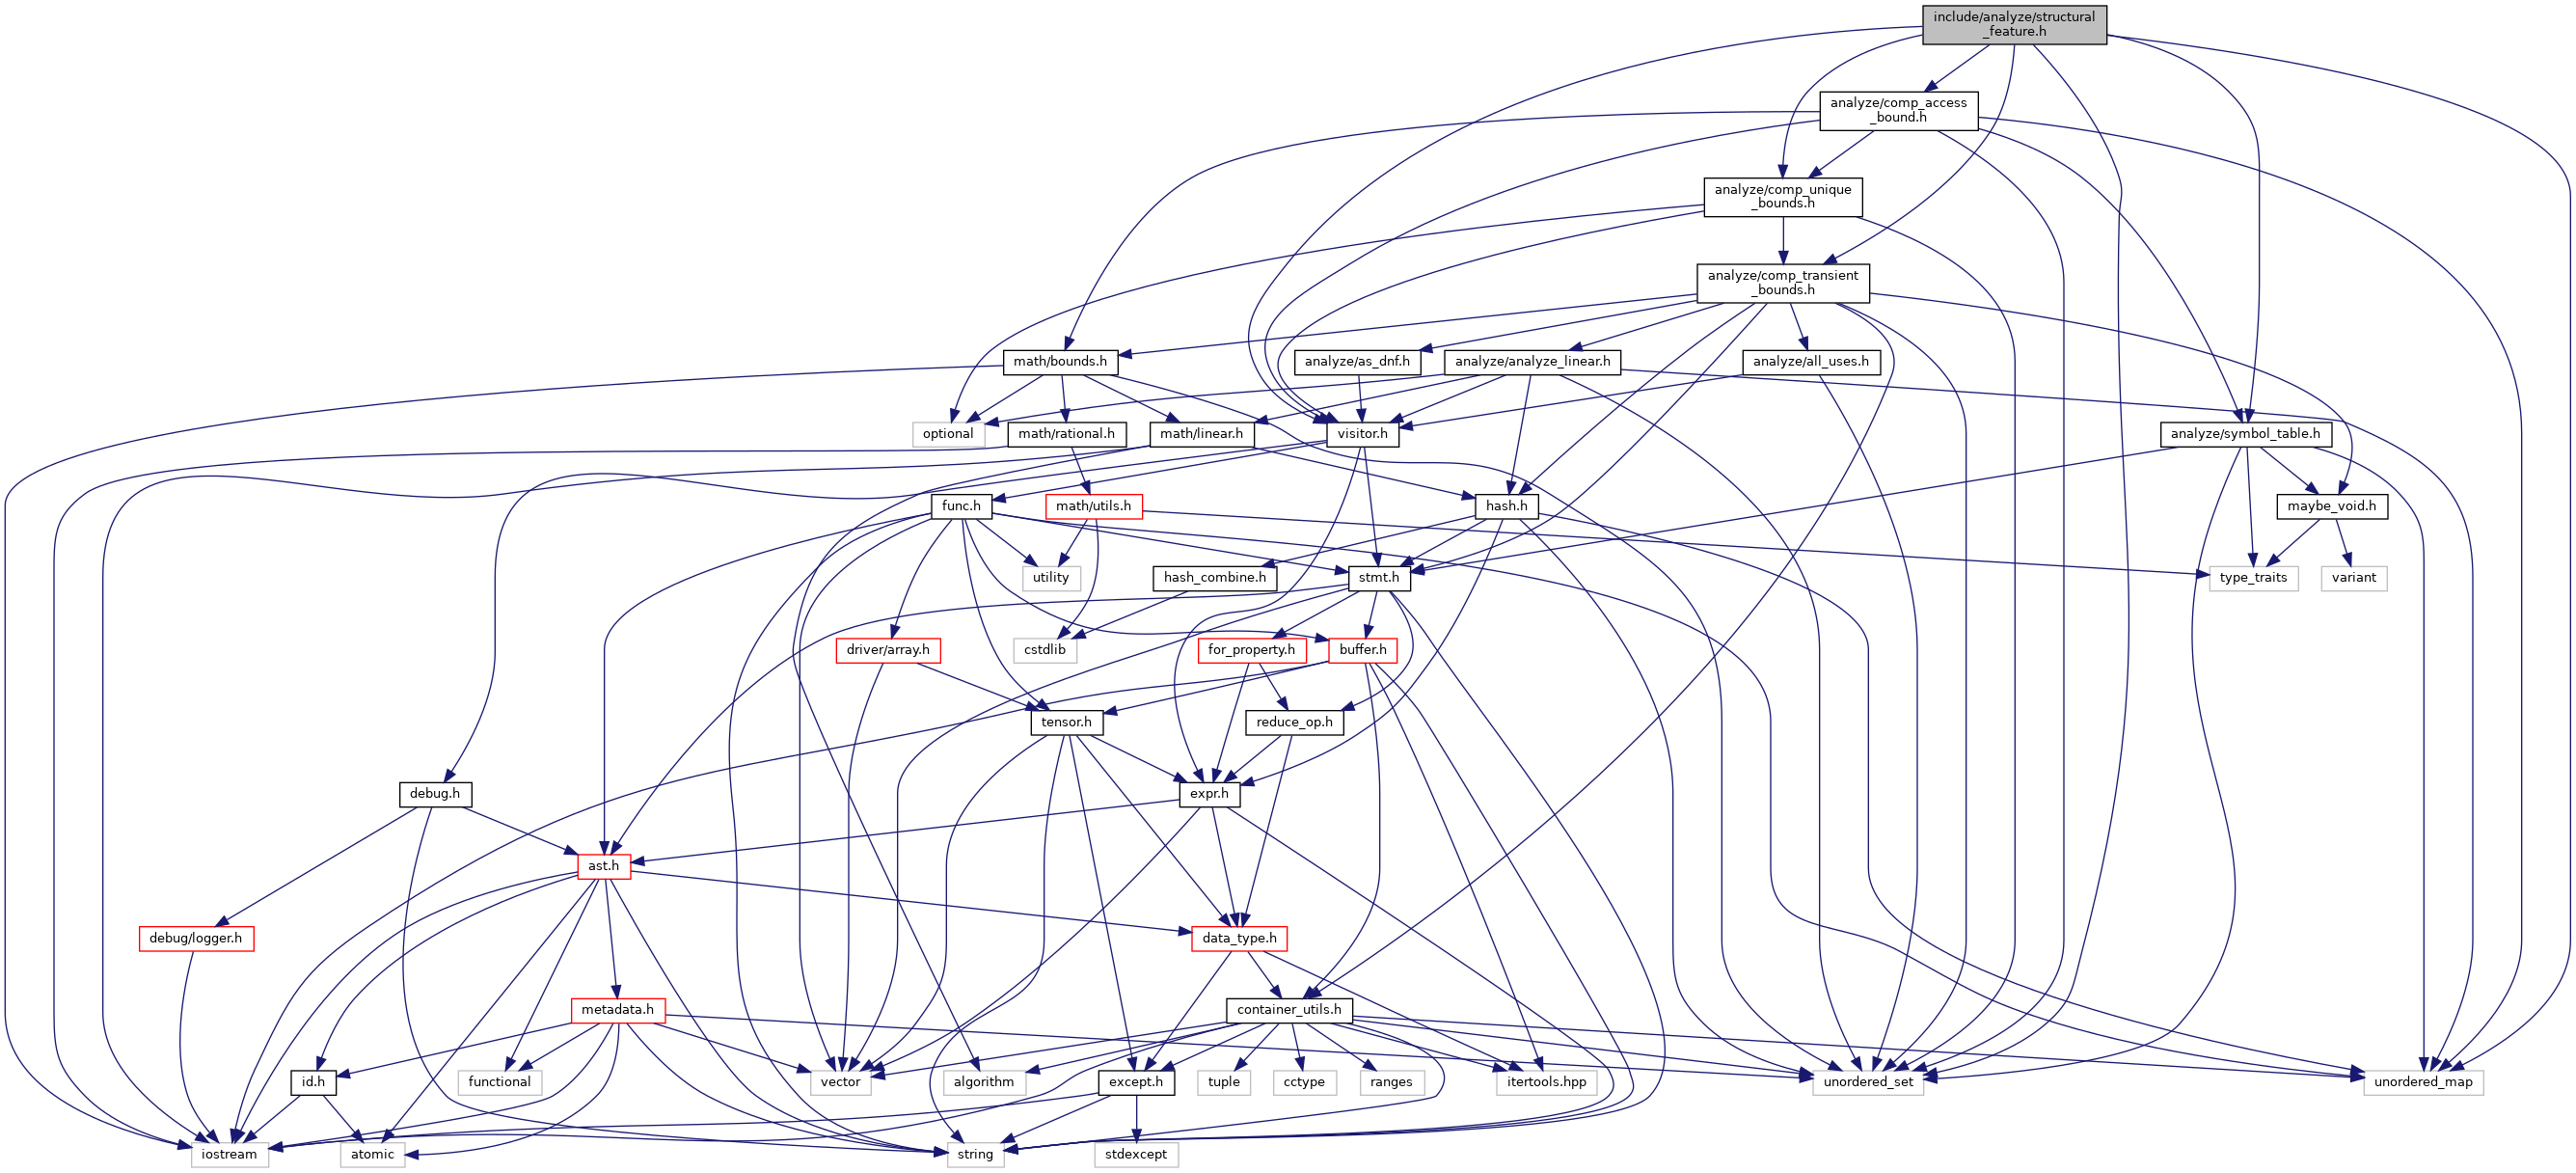 include/analyze/structural
_feature.h
analyze/comp_access
_bound.h
analyze/comp_unique
_bounds.h
analyze/comp_transient
_bounds.h
math/bounds.h
analyze/as_dnf.h
analyze/analyze_linear.h
analyze/all_uses.h
optional
math/rational.h
math/linear.h
visitor.h
analyze/symbol_table.h
func.h
math/utils.h
hash.h
maybe_void.h
utility
hash_combine.h
stmt.h
type_traits
variant
driver/array.h
cstdlib
for_property.h
buffer.h
tensor.h
reduce_op.h
debug.h
expr.h
ast.h
debug/logger.h
data_type.h
metadata.h
container_utils.h
id.h
functional
vector
algorithm
except.h
tuple
cctype
ranges
itertools.hpp
unordered_set
unordered_map
iostream
atomic
string
stdexcept